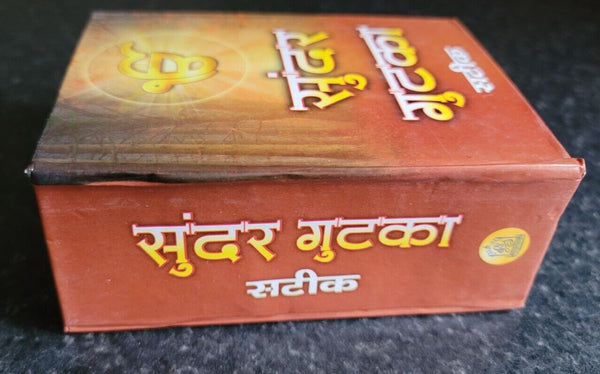 ੴ
सुंदर
गुटका
सटीक
सुंदर गुटका
सटीक